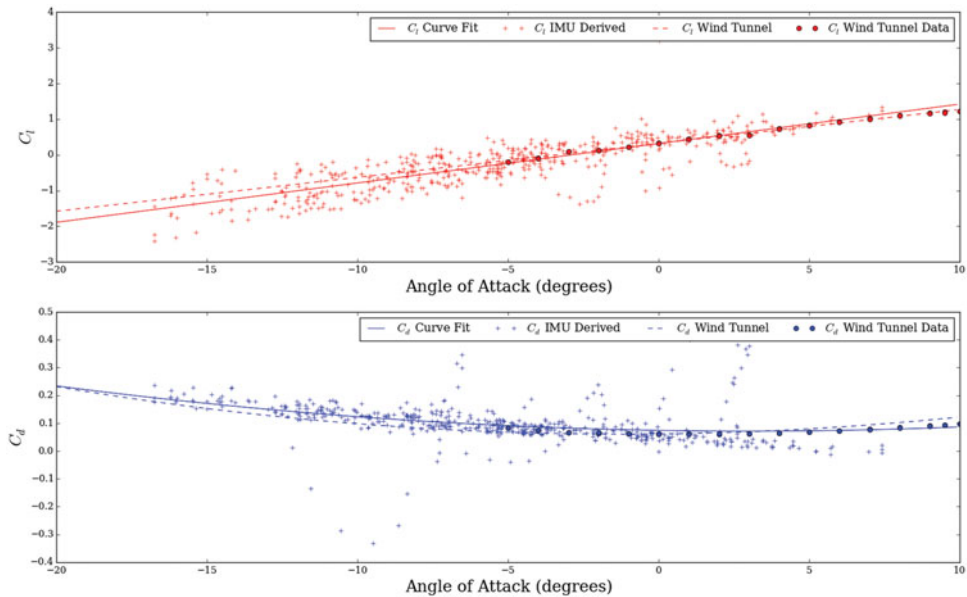 4
3
2
1
0
−1
−2
−3
C_l
C_l Curve Fit C_l IMU Derived C_l Wind Tunnel C_l Wind Tunnel Data
−20 −15 −10 −5 0 5 10
Angle of Attack (degrees)
0.5
0.4
0.3
0.2
0.1
0.0
−0.1
−0.2
−0.3
−0.4
C_d
C_d Curve Fit C_d IMU Derived C_d Wind Tunnel C_d Wind Tunnel Data
−20 −15 −10 −5 0 5 10
Angle of Attack (degrees)